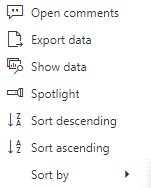 Open comments
Export data
Show data
Spotlight
Sort descending
Sort ascending
Sort by